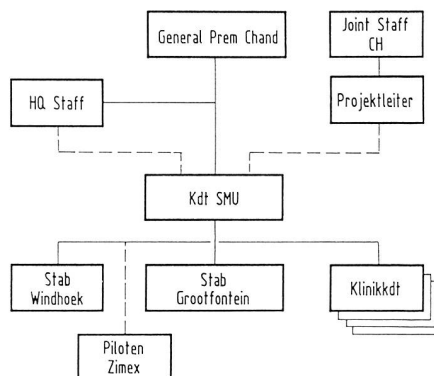 General Prem Chand
Joint Staff
CH
HQ Staff
Projektleiter
Kdt SMU
Stab
Windhoek
Stab
Grootfontein
Klinikkdt
Piloten
Zimex